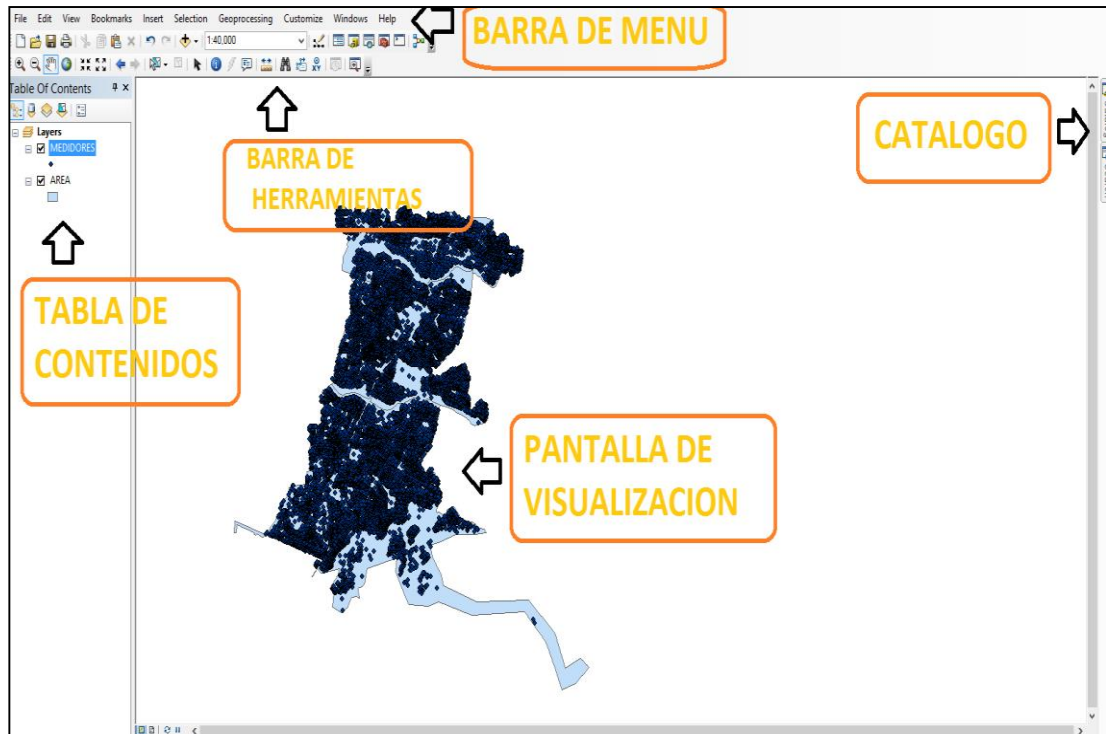 File Edit View Bookmarks Insert Selection Geoprocessing Customize Windows Help
BARRA DE MENU
1:40,000
Table Of Contents
Layers
MEDIDORES
AREA
BARRA DE
HERRAMIENTAS
CATALOGO
TABLA DE
CONTENIDOS
PANTALLA DE
VISUALIZACION